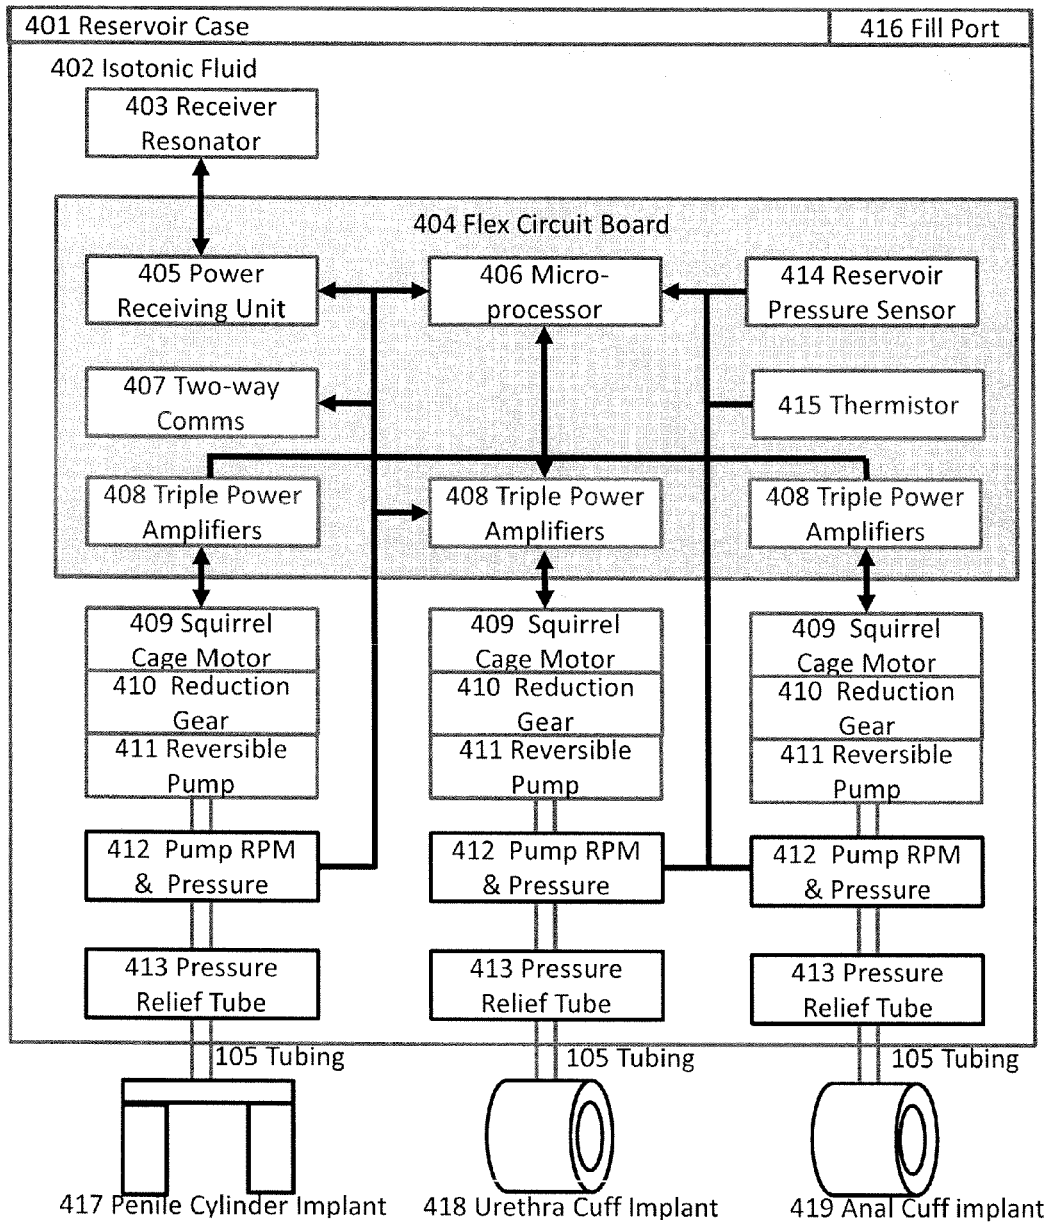 401 Reservoir Case
416 Fill Port
402 Isotonic Fluid
403 Receiver
Resonator
404 Flex Circuit Board
405 Power
Receiving Unit
406 Micro-
processor
414 Reservoir
Pressure Sensor
407 Two-way
Comms
415 Thermistor
408 Triple Power
Amplifiers
408 Triple Power
Amplifiers
408 Triple Power
Amplifiers
409 Squirrel
Cage Motor
410 Reduction
Gear
411 Reversible
Pump
409 Squirrel
Cage Motor
410 Reduction
Gear
411 Reversible
Pump
409 Squirrel
Cage Motor
410 Reduction
Gear
411 Reversible
Pump
412 Pump RPM
& Pressure
412 Pump RPM
& Pressure
412 Pump RPM
& Pressure
413 Pressure
Relief Tube
413 Pressure
Relief Tube
413 Pressure
Relief Tube
105 Tubing
105 Tubing
105 Tubing
417 Penile Cylinder Implant
418 Urethra Cuff Implant
419 Anal Cuff implant